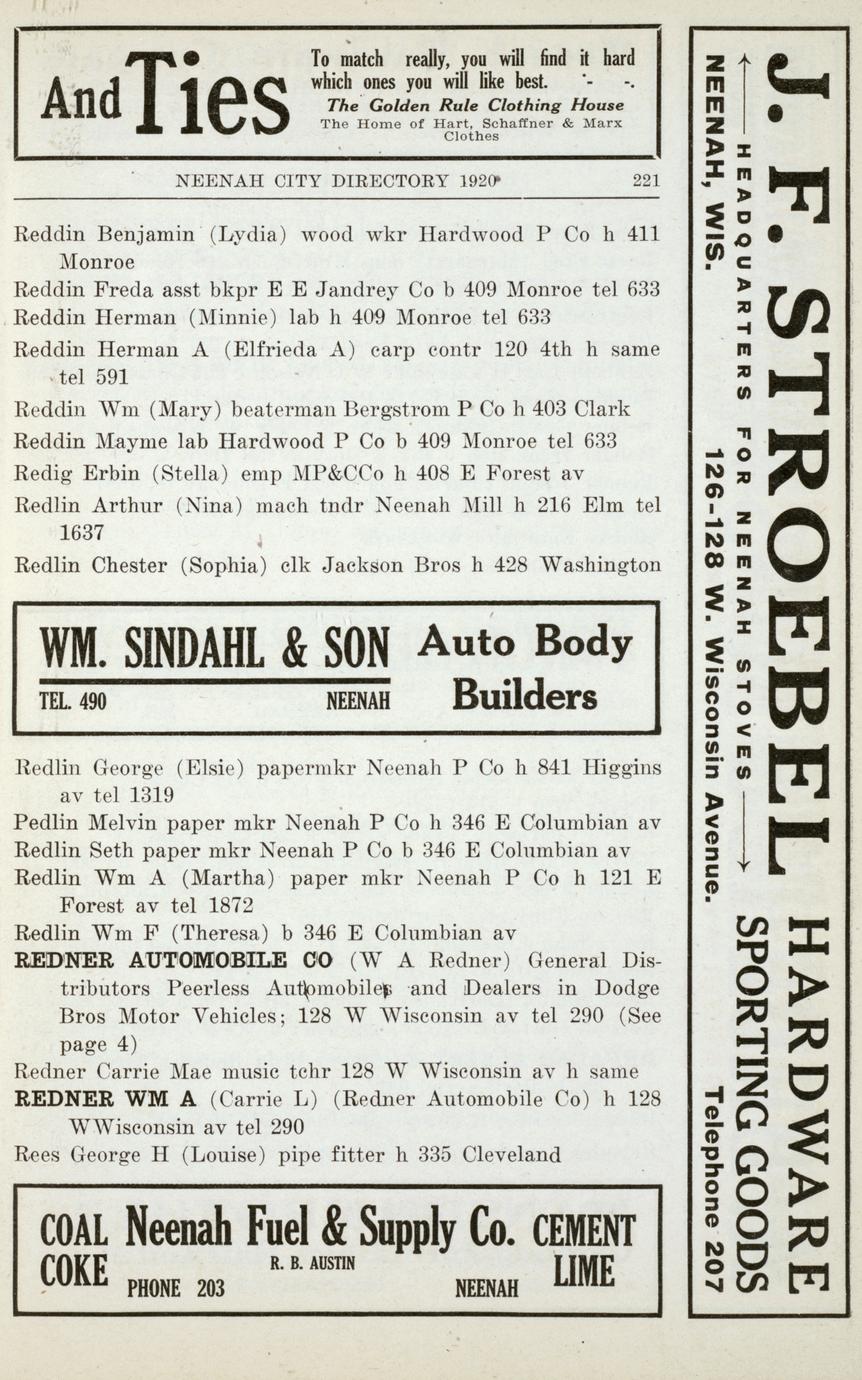 And Ties
To match really, you will find it hard
which ones you will like best. '- -.
The Golden Rule Clothing House
The Home of Hart, Schaffner & Marx
Clothes
NEENAH CITY DIRECTORY 1920 221
Reddin Benjamin (Lydia) wood wkr Hardwood P Co h 411
Monroe
Reddin Freda asst bkpr E E Jandrey Co b 409 Monroe tel 633
Reddin Herman (Minnie) lab h 409 Monroe tel 633
Reddin Herman A (Elfrieda A) carp contr 120 4th h same
tel 591
Reddin Wm (Mary) beaterman Bergstrom P Co h 403 Clark
Reddin Mayme lab Hardwood P Co b 409 Monroe tel 633
Redig Erbin (Stella) emp MP&CCo h 408 E Forest av
Redlin Arthur (Nina) mach tndr Neenah Mill h 216 Elm tel
1637
Redlin Chester (Sophia) clk Jackson Bros h 428 Washington
WM. SINDAHL & SON
TEL. 490 NEENAH
Auto Body
Builders
Redlin George (Elsie) papermkr Neenah P Co h 841 Higgins
av tel 1319
Pedlin Melvin paper mkr Neenah P Co h 346 E Columbian av
Redlin Seth paper mkr Neenah P Co b 346 E Columbian av
Redlin Wm A (Martha) paper mkr Neenah P Co h 121 E
Forest av tel 1872
Redlin Wm F (Theresa) b 346 E Columbian av
REDNER AUTOMOBILE CO (W A Redner) General Dis-
tributors Peerless Automobiles and Dealers in Dodge
Bros Motor Vehicles; 128 W Wisconsin av tel 290 (See
page 4)
Redner Carrie Mae music tchr 128 W Wisconsin av h same
REDNER WM A (Carrie L) (Redner Automobile Co) h 128
WWisconsin av tel 290
Rees George H (Louise) pipe fitter h 335 Cleveland
COAL
COKE
Neenah Fuel & Supply Co.
R. B. AUSTIN
PHONE 203 NEENAH
CEMENT
LIME
J. F. STROEBEL
HARDWARE
SPORTING GOODS
HEADQUARTERS FOR NEENAH STOVES
NEENAH, WIS. 126-128 W. Wisconsin Avenue. Telephone 207